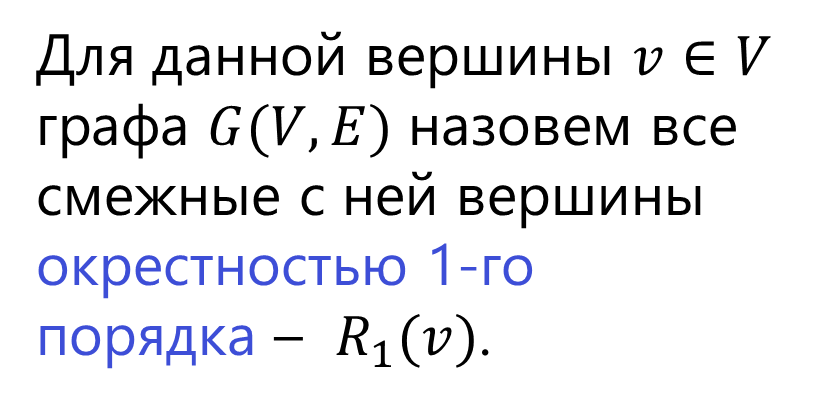 Для данной вершины 𝑣 ∈ 𝑉
графа 𝐺(𝑉, 𝐸) назовем все
смежные с ней вершины
окрестностью 1-го
порядка – 𝑅₁(𝑣).